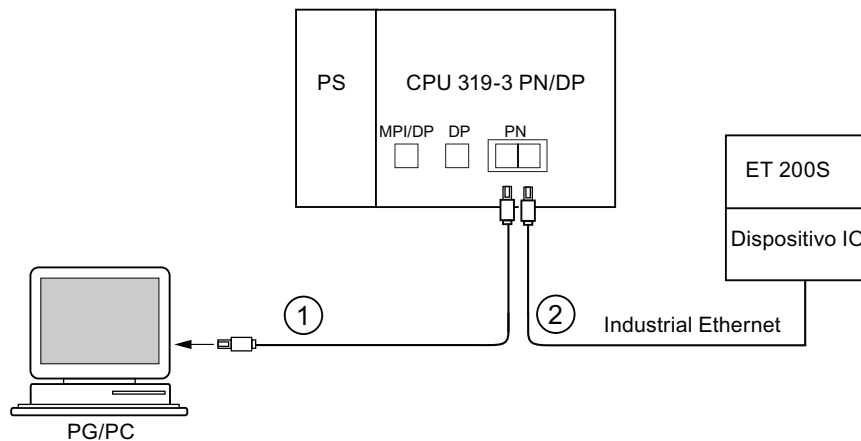 PS
CPU 319-3 PN/DP
MPI/DP
DP
PN
ET 200S
Dispositivo IO
1
2
Industrial Ethernet
PG/PC